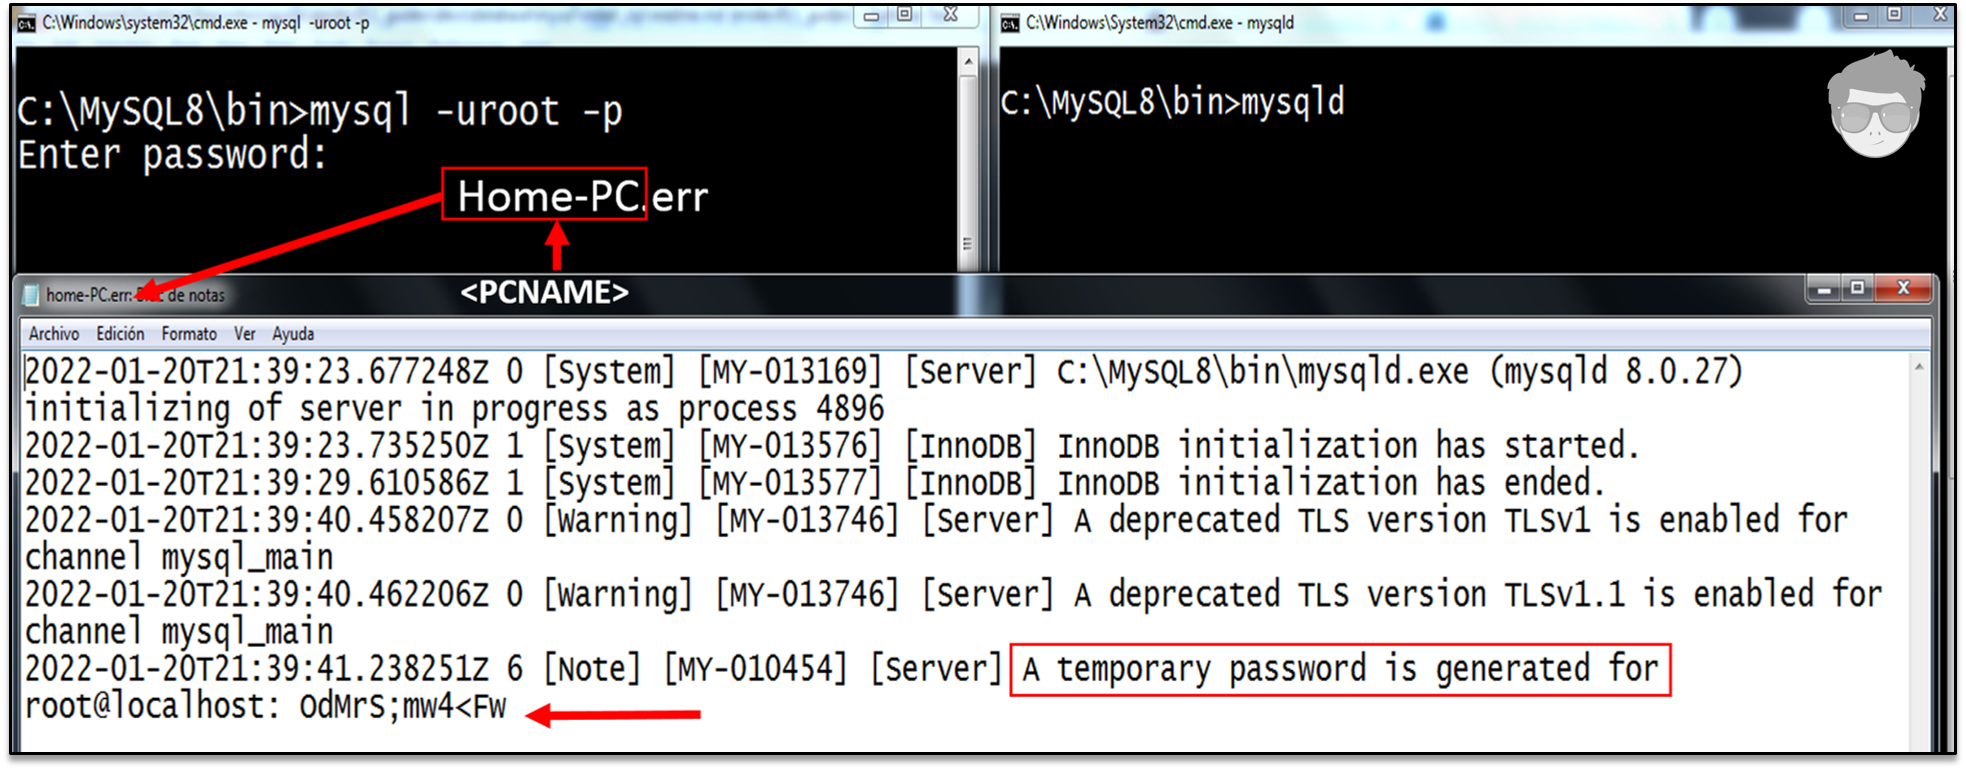 C:\Windows\system32\cmd.exe - mysql -uroot -p
C:\Windows\System32\cmd.exe - mysqld
C:\MySQL8\bin>mysql -uroot -p
Enter password:
C:\MySQL8\bin>mysqld
Home-PC.err
<PCNAME>
home-PC.err: Bloc de notas
Archivo Edición Formato Ver Ayuda
2022-01-20T21:39:23.677248Z 0 [System] [MY-013169] [Server] C:\MySQL8\bin\mysqld.exe (mysqld 8.0.27)
initializing of server in progress as process 4896
2022-01-20T21:39:23.735250Z 1 [System] [MY-013576] [InnoDB] InnoDB initialization has started.
2022-01-20T21:39:29.610586Z 1 [System] [MY-013577] [InnoDB] InnoDB initialization has ended.
2022-01-20T21:39:40.458207Z 0 [Warning] [MY-013746] [Server] A deprecated TLS version TLSv1 is enabled for
channel mysql_main
2022-01-20T21:39:40.462206Z 0 [Warning] [MY-013746] [Server] A deprecated TLS version TLSv1.1 is enabled for
channel mysql_main
2022-01-20T21:39:41.238251Z 6 [Note] [MY-010454] [Server] A temporary password is generated for
root@localhost: OdMrS;mw4<Fw